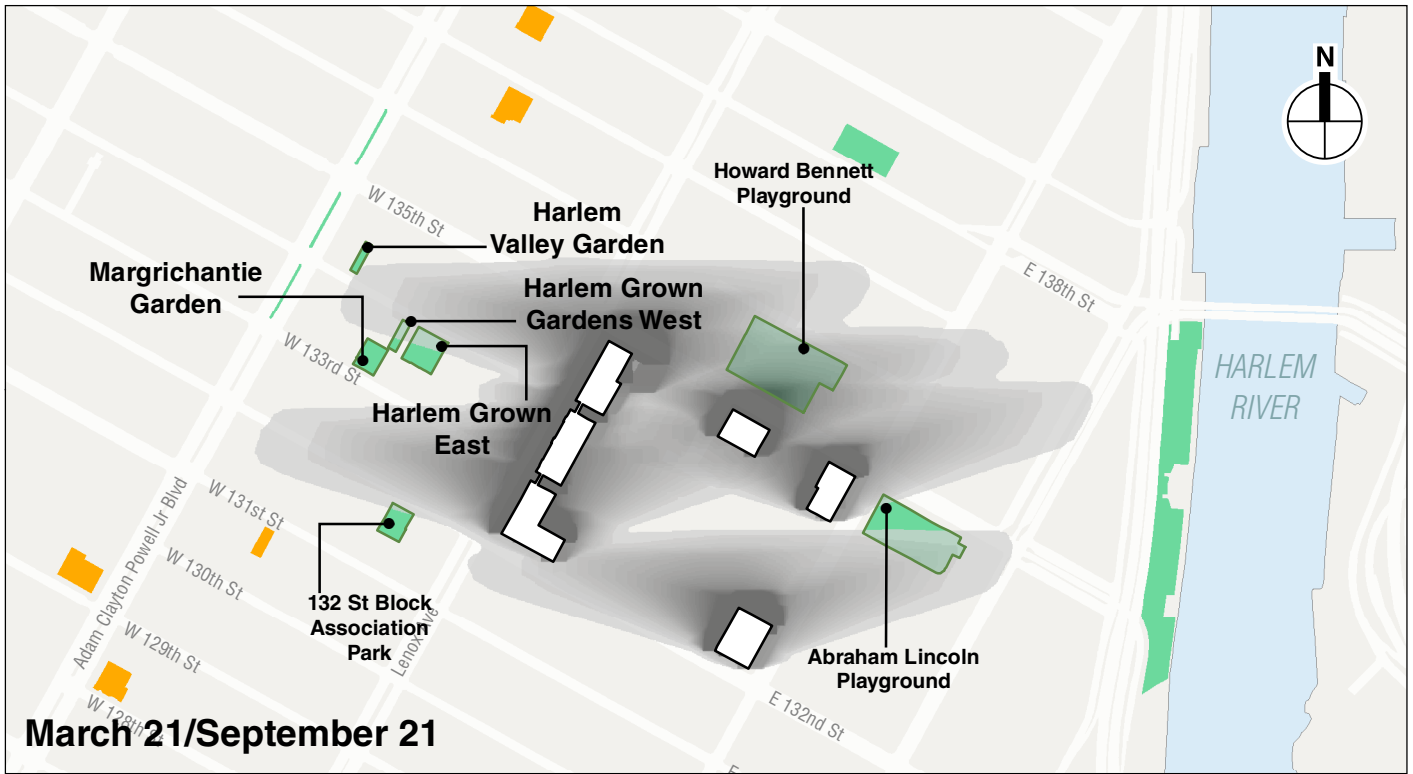 N
Howard Bennett
Playground
W 135th St
Harlem
Valley Garden
Margrichantie
Garden
E 138th St
Harlem Grown
Gardens West
W 133rd St
HARLEM
RIVER
Harlem Grown
East
W 131st St
Adam Clayton Powell Jr Blvd
W 130th St
132 St Block
Association
Park
Lenox Ave
W 129th St
Abraham Lincoln
Playground
E 132nd St
W 128th St
March 21/September 21